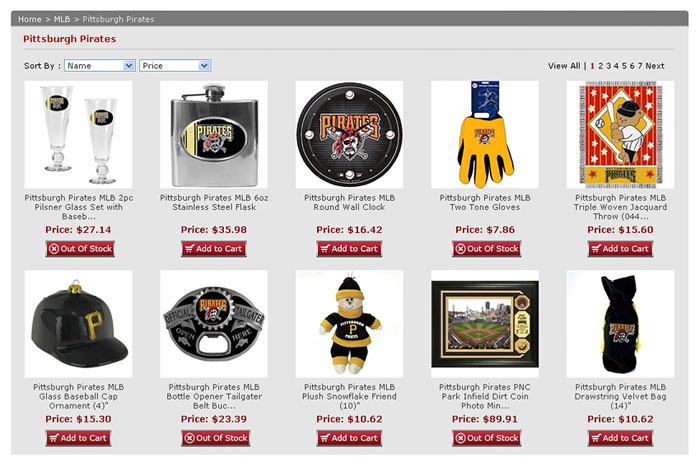 Home > MLB > Pittsburgh Pirates
Pittsburgh Pirates
Sort By : Name Price View All | 1 2 3 4 5 6 7 Next
PIRATES
PIRATES
PIRATES
PIRATES
Pittsburgh Pirates MLB 2pc
Pilsner Glass Set with
Baseb...
Price: $27.14
Out Of Stock
Pittsburgh Pirates MLB 6oz
Stainless Steel Flask
Price: $35.98
Add to Cart
Pittsburgh Pirates MLB
Round Wall Clock
Price: $16.42
Add to Cart
Pittsburgh Pirates MLB
Two Tone Gloves
Price: $7.86
Out Of Stock
Pittsburgh Pirates MLB
Triple Woven Jacquard
Throw (044...
Price: $15.60
Add to Cart
P
PIRATES
OFFICIAL TAILGATER
OPEN HERE
PITTSBURGH
P
PIRATES
PIRATES
Pittsburgh Pirates MLB
Glass Baseball Cap
Ornament (4)"
Price: $15.30
Add to Cart
Pittsburgh Pirates MLB
Bottle Opener Tailgater
Belt Buc...
Price: $23.39
Out Of Stock
Pittsburgh Pirates MLB
Plush Snowflake Friend
(10)"
Price: $10.62
Add to Cart
Pittsburgh Pirates PNC
Park Infield Dirt Coin
Photo Min...
Price: $89.91
Out Of Stock
Pittsburgh Pirates MLB
Drawstring Velvet Bag
(14)"
Price: $10.62
Add to Cart